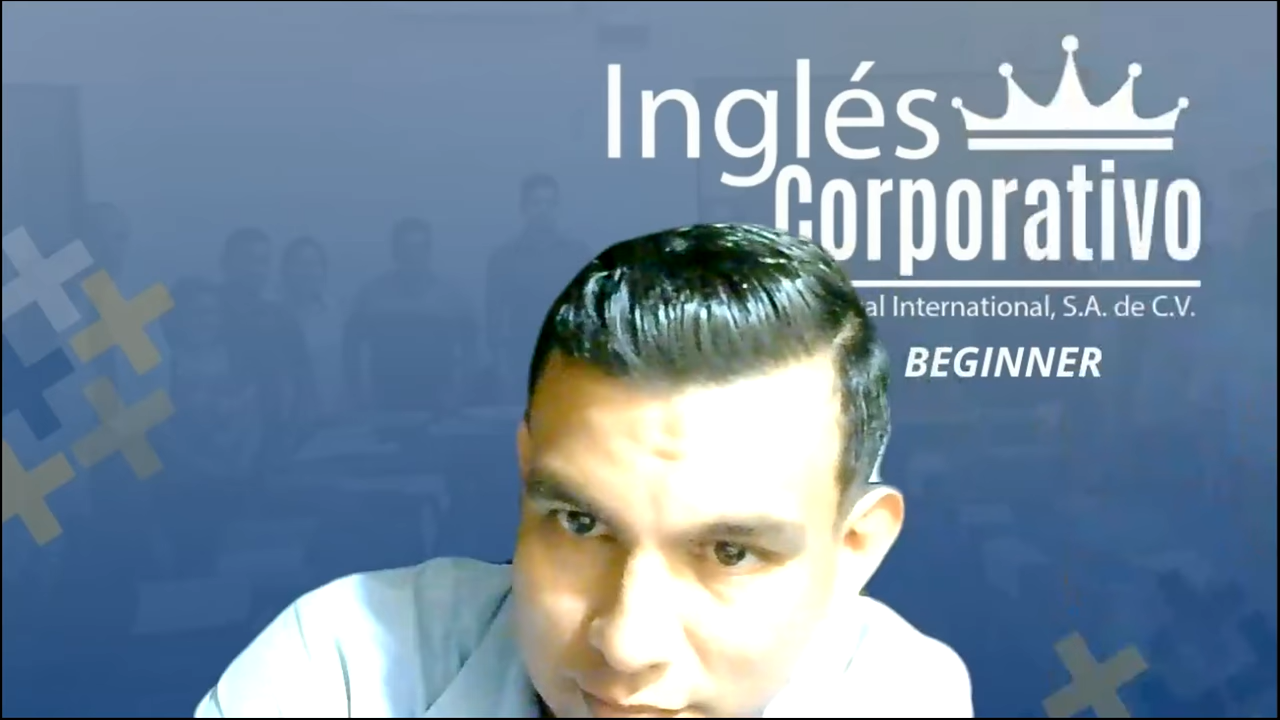 Inglés
Corporativo
al International, S.A. de C.V.
BEGINNER